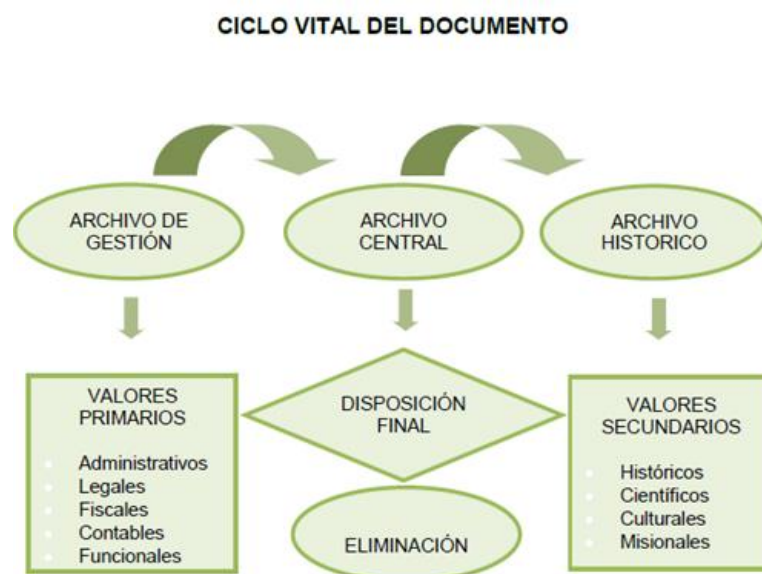 CICLO VITAL DEL DOCUMENTO
ARCHIVO DE
GESTIÓN
ARCHIVO
CENTRAL
ARCHIVO
HISTORICO
VALORES
PRIMARIOS
Administrativos
Legales
Fiscales
Contables
Funcionales
DISPOSICIÓN
FINAL
ELIMINACIÓN
VALORES
SECUNDARIOS
Históricos
Científicos
Culturales
Misionales